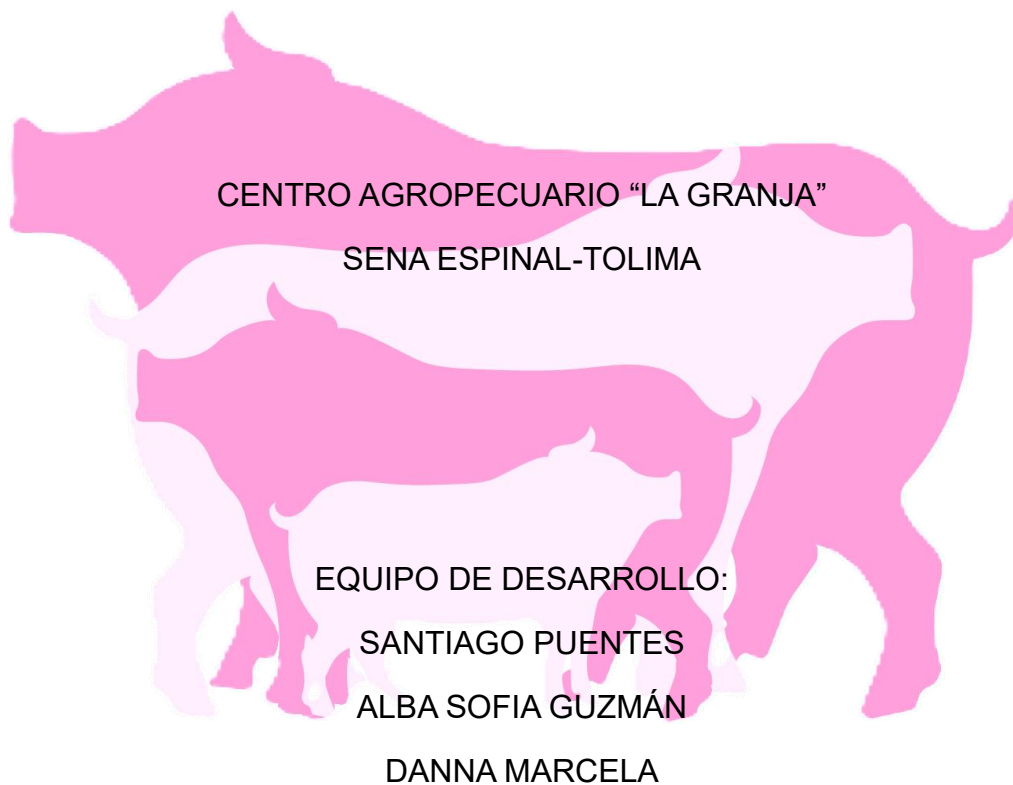 CENTRO AGROPECUARIO “LA GRANJA”
SENA ESPINAL-TOLIMA
EQUIPO DE DESARROLLO:
SANTIAGO PUENTES
ALBA SOFIA GUZMÁN
DANNA MARCELA